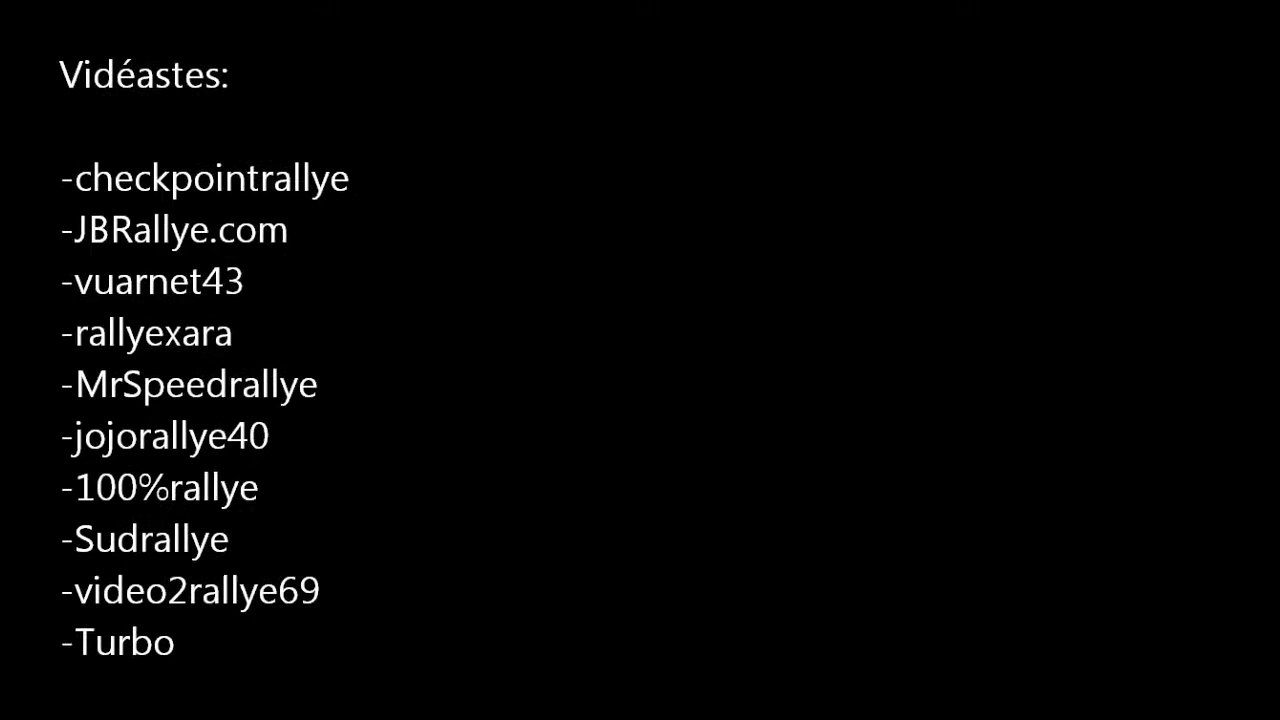 Vidéastes:
-checkpointrallye
-JBRallye.com
-vuarnet43
-rallyexara
-MrSpeedrallye
-jojorallye40
-100%rallye
-Sudrallye
-video2rallye69
-Turbo